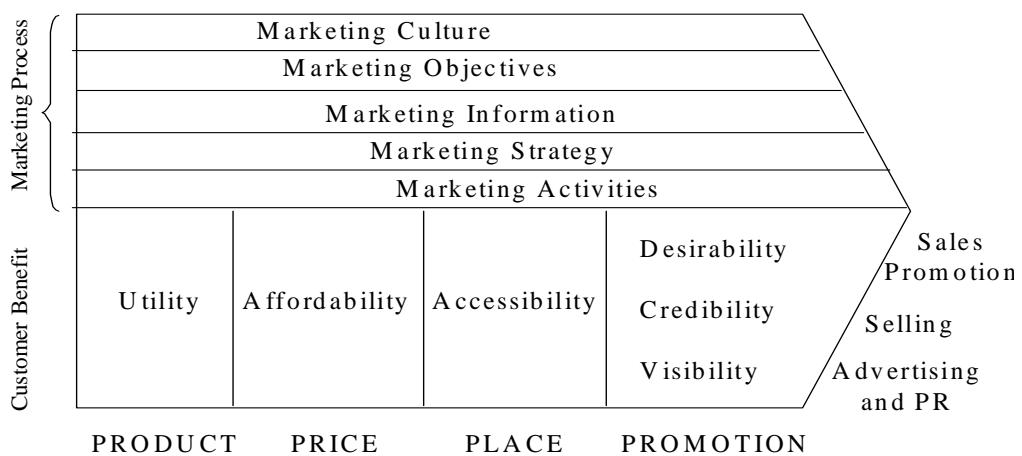 Marketing Process
Marketing Culture
Marketing Objectives
Marketing Information
Marketing Strategy
Marketing Activities
Customer Benefit
Utility
Affordability
Accessibility
Desirability
Credibility
Visibility
Sales
Promotion
Selling
Advertising
and PR
PRODUCT
PRICE
PLACE
PROMOTION